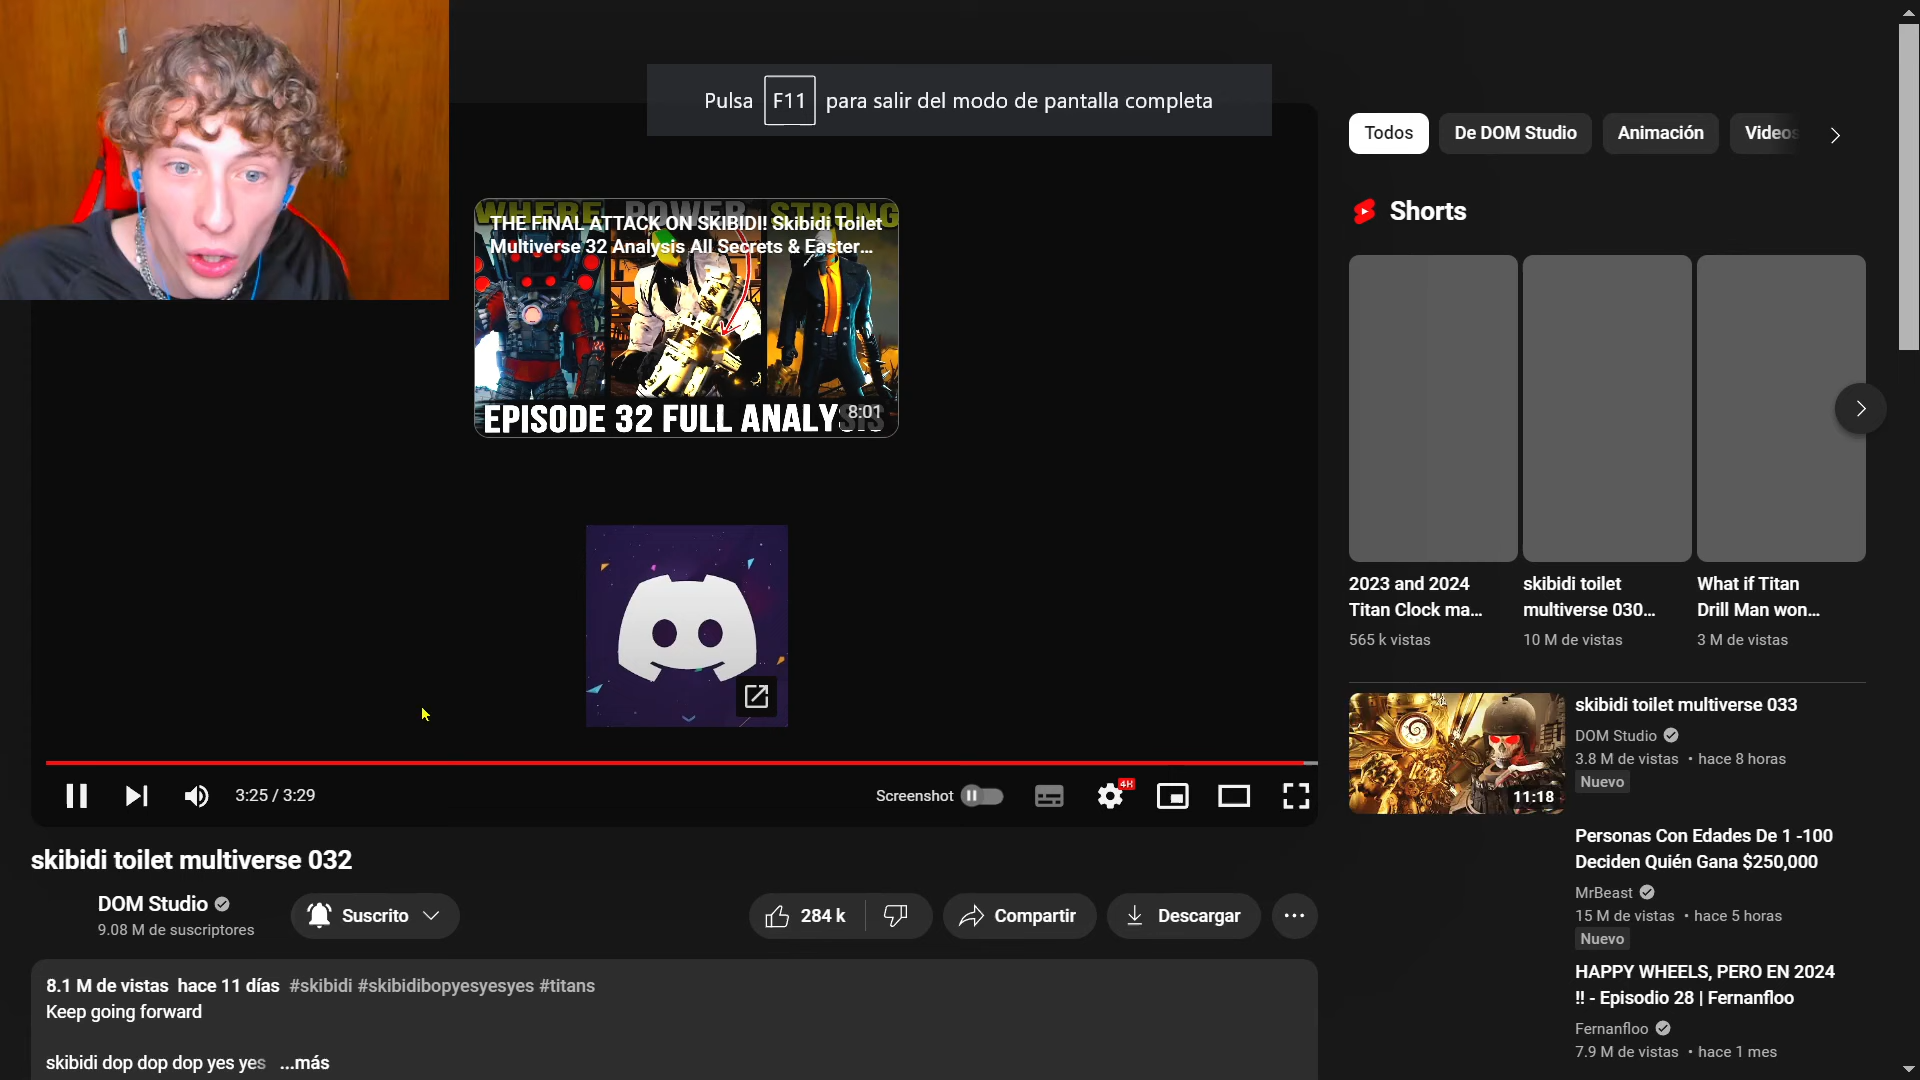 Pulsa F11 para salir del modo de pantalla completa
WHERE POWER STRONG
THE FINAL ATTACK ON SKIBIDI! Skibidi Toilet
Multiverse 32 Analysis All Secrets & Easter...
EPISODE 32 FULL ANALYSIS
8:01
3:25 / 3:29
Screenshot
4H
skibidi toilet multiverse 032
DOM Studio
9.08 M de suscriptores
Suscrito
284 k
Compartir
Descargar
8.1 M de vistas hace 11 días #skibidi #skibidibopyesyesyes #titans
Keep going forward
skibidi dop dop dop yes yes ...más
Todos
De DOM Studio
Animación
Videos
Shorts
2023 and 2024
Titan Clock ma...
565 k vistas
skibidi toilet
multiverse 030...
10 M de vistas
What if Titan
Drill Man won...
3 M de vistas
11:18
skibidi toilet multiverse 033
DOM Studio
3.8 M de vistas • hace 8 horas
Nuevo
Personas Con Edades De 1 -100
Deciden Quién Gana $250,000
MrBeast
15 M de vistas • hace 5 horas
Nuevo
HAPPY WHEELS, PERO EN 2024
!! - Episodio 28 | Fernanfloo
Fernanfloo
7.9 M de vistas • hace 1 mes